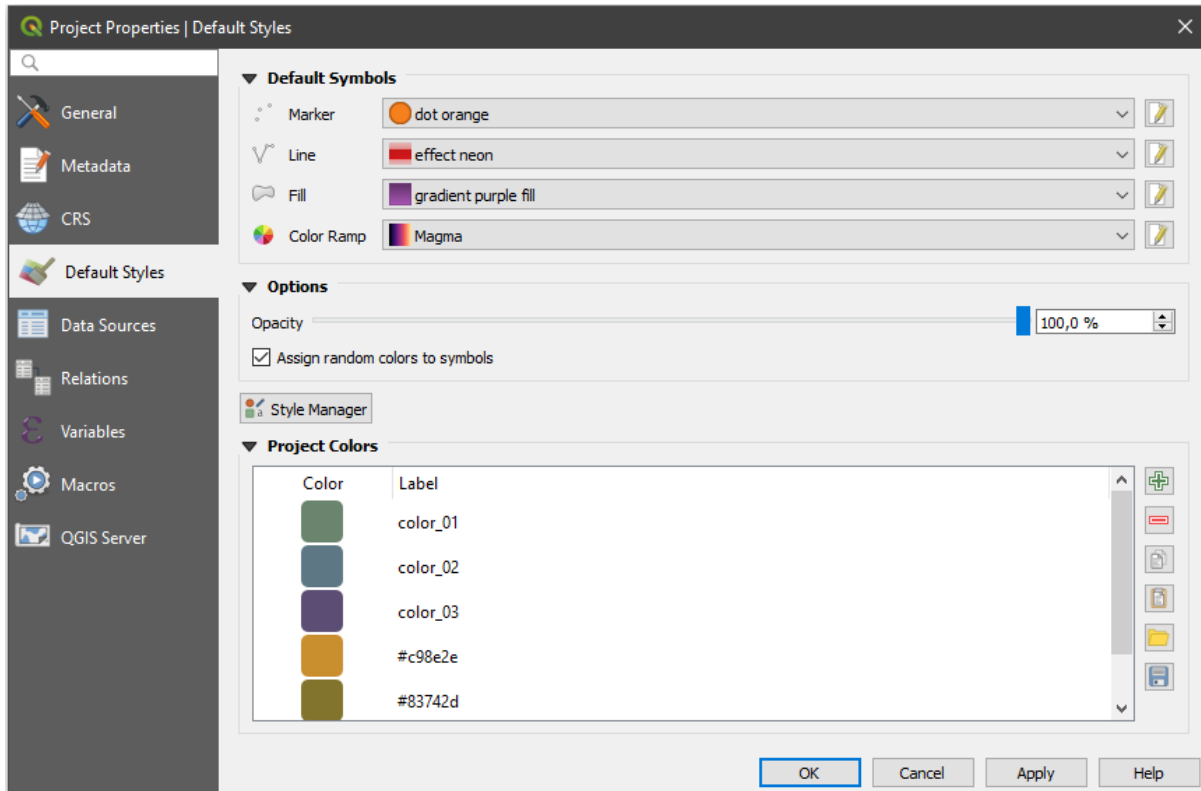 Project Properties | Default Styles
General
Metadata
CRS
Default Styles
Data Sources
Relations
Variables
Macros
QGIS Server
Default Symbols
Marker dot orange
Line effect neon
Fill gradient purple fill
Color Ramp Magma
Options
Opacity 100,0 %
Assign random colors to symbols
Style Manager
Project Colors
Color Label
color_01
color_02
color_03
#c98e2e
#83742d
OK Cancel Apply Help